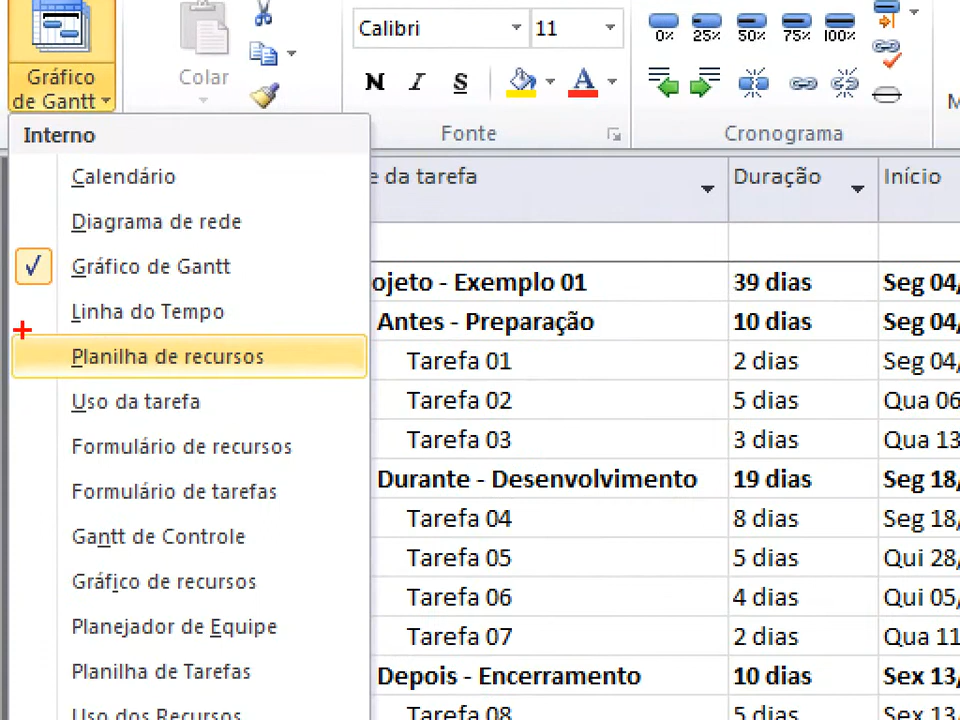 Gráfico
de Gantt
Colar
Calibri
11
N I S
Fonte
0% 25% 50% 75% 100%
Cronograma
Interno
Calendário
Diagrama de rede
Gráfico de Gantt
Linha do Tempo
Planilha de recursos
Uso da tarefa
Formulário de recursos
Formulário de tarefas
Gantt de Controle
Gráfico de recursos
Planejador de Equipe
Planilha de Tarefas
Uso dos Recursos
e da tarefa Duração Início
ojeto - Exemplo 01 39 dias Seg 04/
Antes - Preparação 10 dias Seg 04/
Tarefa 01 2 dias Seg 04/
Tarefa 02 5 dias Qua 06
Tarefa 03 3 dias Qua 13
Durante - Desenvolvimento 19 dias Seg 18/
Tarefa 04 8 dias Seg 18/
Tarefa 05 5 dias Qui 28/
Tarefa 06 4 dias Qui 05/
Tarefa 07 2 dias Qua 11
Depois - Encerramento 10 dias Sex 13/
Tarefa 08 5 dias Sex 13/